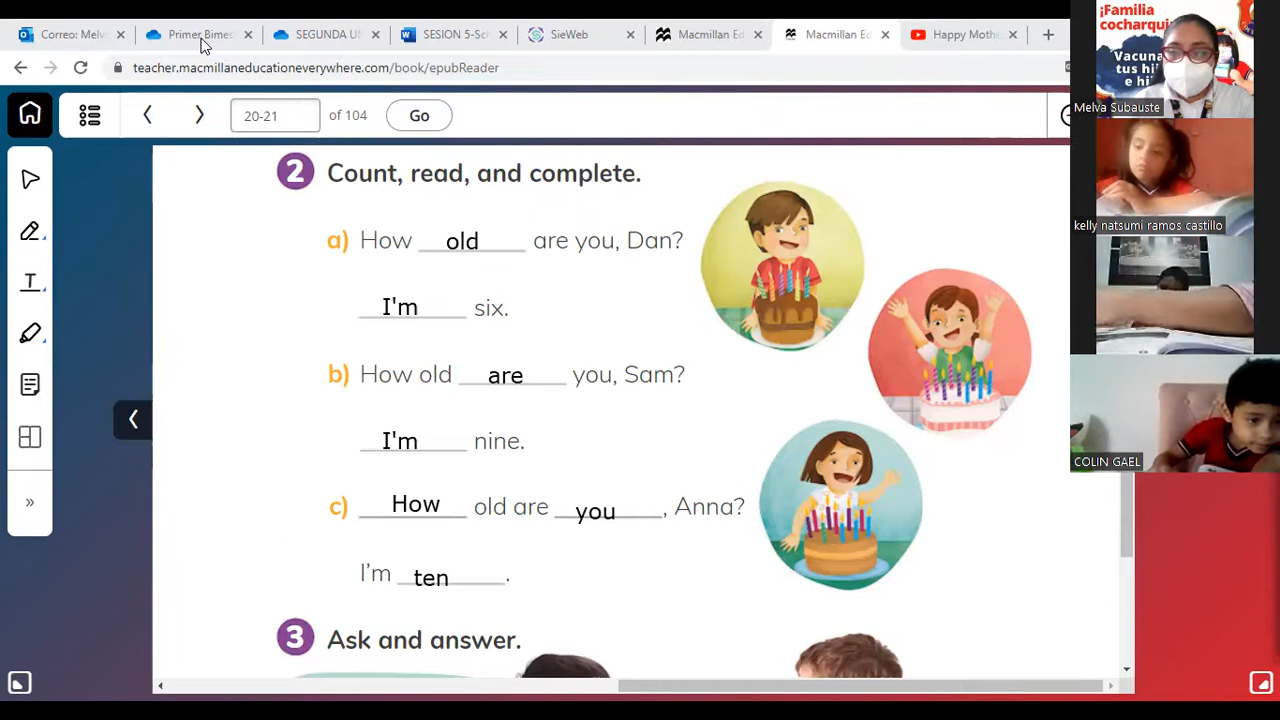 Correo: Melv
Primer Bimes
SEGUNDA UN
SESION 5-Sch
SieWeb
Macmillan Ed
Macmillan Ed
Happy Moth
teacher.macmillaneducationeverywhere.com/
20-21 of 104 Go
2 Count, read, and complete.
a) How old are you, Dan?
I'm six.
b) How old are you, Sam?
I'm nine.
c) How old are you, Anna?
I'm ten.
3 Ask and answer.
¡Familia
cocharqui
Vacuna
tus hi
e hi
Melva Subauste
kelly natsumi ramos castillo
COLIN GAEL